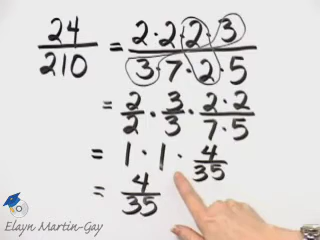 24/210 = 2·2·2·3/3·7·2·5
= 2/2 · 3/3 · 2·2/7·5
= 1 · 1 · 4/35
= 4/35
Elayn Martin-Gay